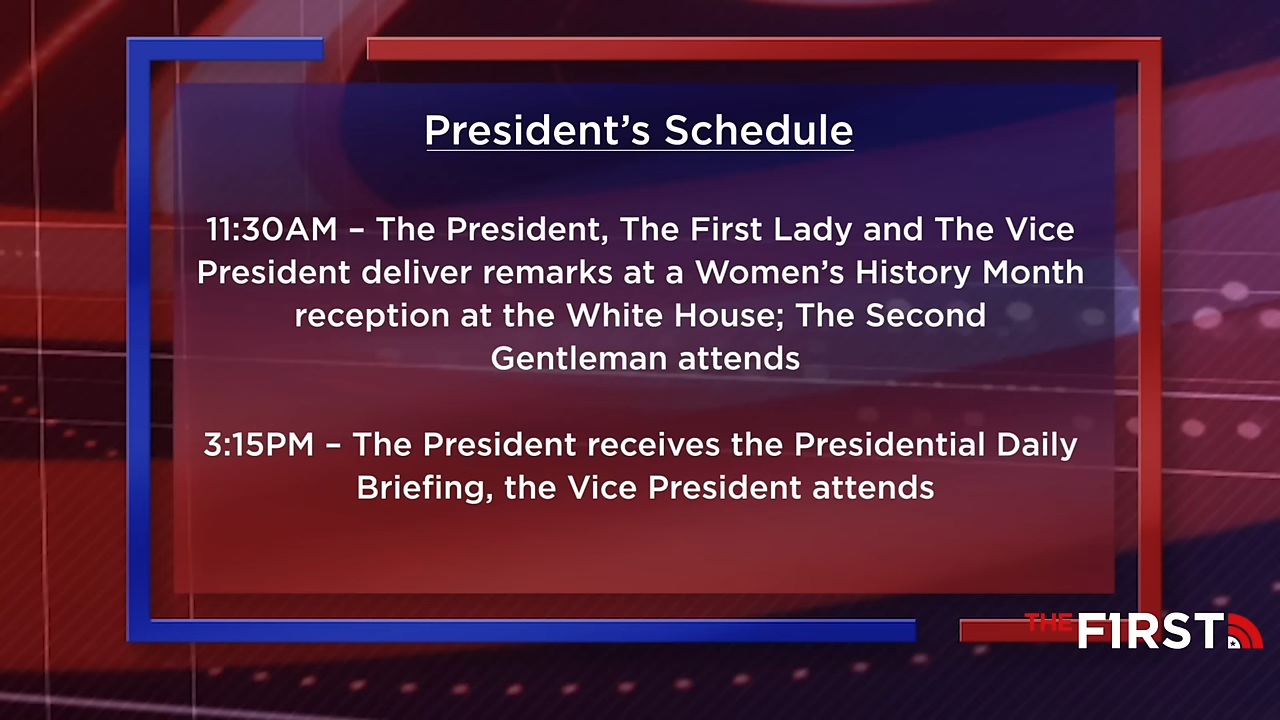 President’s Schedule
11:30AM – The President, The First Lady and The Vice
President deliver remarks at a Women’s History Month
reception at the White House; The Second
Gentleman attends
3:15PM – The President receives the Presidential Daily
Briefing, the Vice President attends
THE FIRST